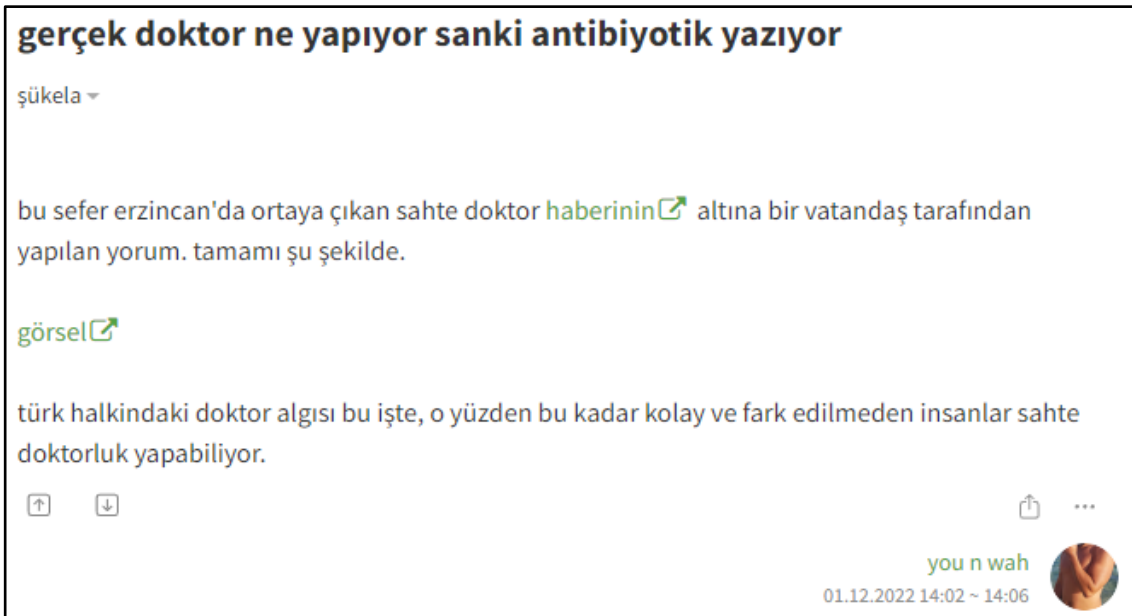 gerçek doktor ne yapıyor sanki antibiyotik yazıyor
şükela
bu sefer erzincan'da ortaya çıkan sahte doktor haberinin altına bir vatandaş tarafından
yapılan yorum. tamamı şu şekilde.
görsel
türk halkindaki doktor algısı bu işte, o yüzden bu kadar kolay ve fark edilmeden insanlar sahte
doktorluk yapabiliyor.
you n wah
01.12.2022 14:02 ~ 14:06